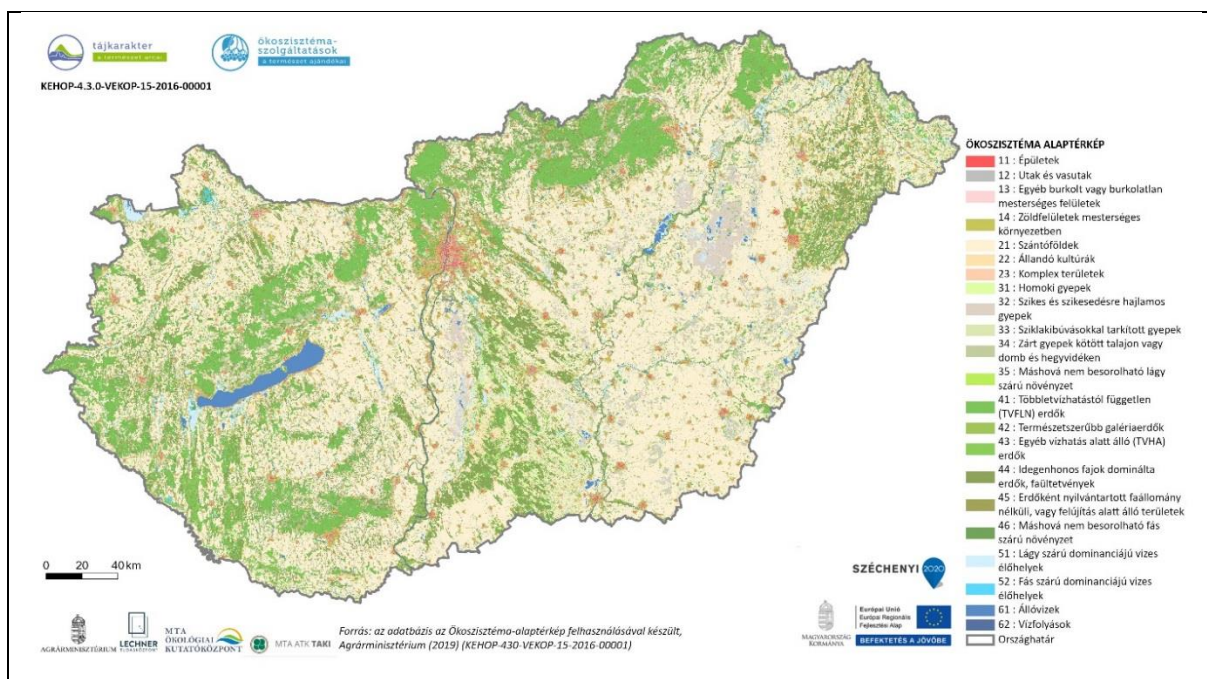 tájkarakter
a természet arcai
ökoszisztéma-
szolgáltatások
a természet ajándékai
KEHOP-4.3.0-VEKOP-15-2016-00001
ÖKOSZISZTÉMA ALAPTÉRKÉP
11 : Épületek
12 : Utak és vasutak
13 : Egyéb burkolt vagy burkolatlan
mesterséges felületek
14 : Zöldfelületek mesterséges
környezetben
21 : Szántóföldek
22 : Állandó kultúrák
23 : Komplex területek
31 : Homoki gyepek
32 : Szikes és szikesedésre hajlamos
gyepek
33 : Sziklakibúvásokkal tarkított gyepek
34 : Zárt gyepek kötött talajon vagy
domb és hegyvidéken
35 : Máshová nem besorolható lágy
szárú növényzet
41 : Többletvízhatástól független
(TVFLN) erdők
42 : Természetszerűbb galériaerdők
43 : Egyéb vízhatás alatt álló (TVHA)
erdők
44 : Idegenhonos fajok dominálta
erdők, faültetvények
45 : Erdőként nyilvántartott faállomány
nélküli, vagy felújítás alatt álló területek
46 : Máshová nem besorolható fás
szárú növényzet
51 : Lágy szárú dominanciájú vizes
élőhelyek
52 : Fás szárú dominanciájú vizes
élőhelyek
61 : Állóvizek
62 : Vízfolyások
Országhatár
0 20 40 km
AGRÁRMINISZTÉRIUM
LECHNER
TUDÁSKÖZPONT
MTA
ÖKOLÓGIAI
KUTATÓKÖZPONT
MTA ATK TAKI
Forrás: az adatbázis az Ökoszisztéma-alaptérkép felhasználásával készült,
Agrárminisztérium (2019) (KEHOP-430-VEKOP-15-2016-00001)
SZÉCHENYI 2020
MAGYARORSZÁG
KORMÁNYA
Európai Unió
Európai Regionális
Fejlesztési Alap
BEFEKTETÉS A JÖVŐBE